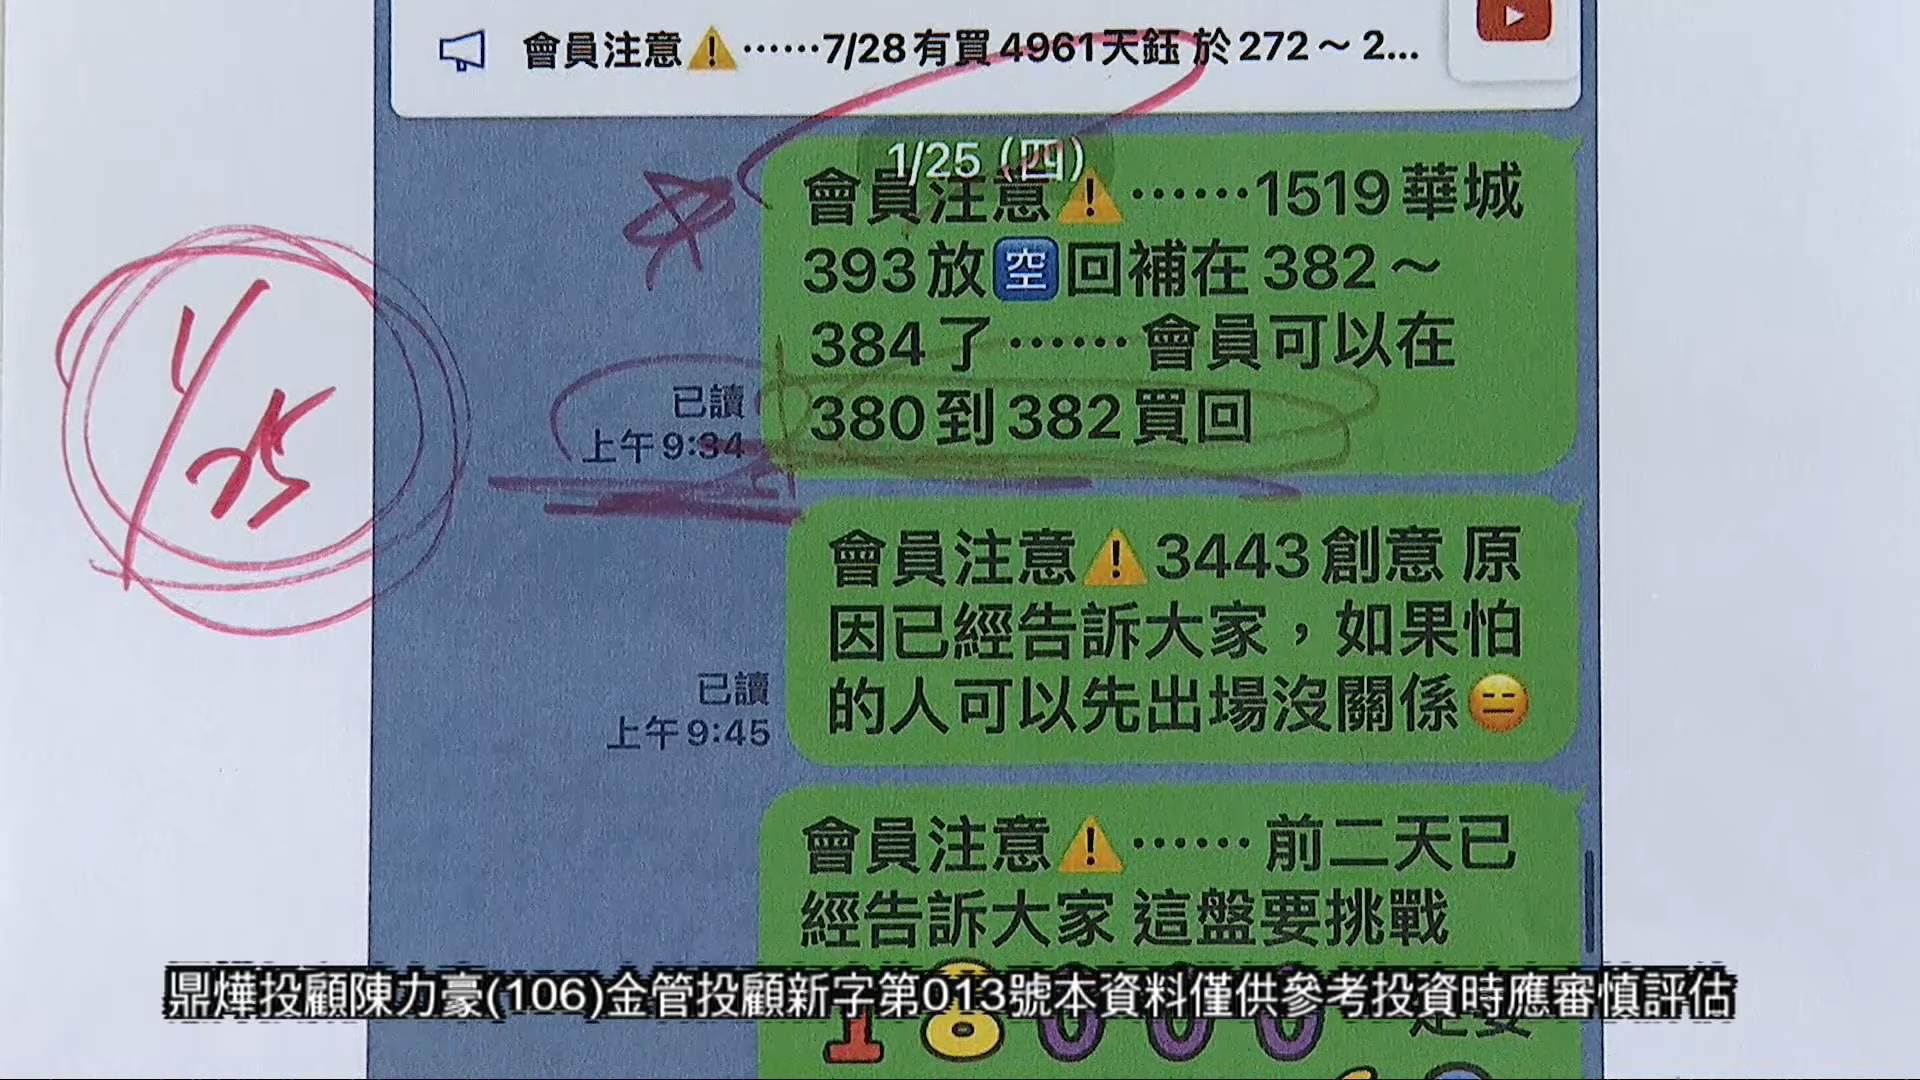 會員注意⚠️……7/28有買4961天鈺 於272～2...
1/25 (四)
會員注意⚠️……1519華城
393放🈳回補在382～
384了……會員可以在
380到382買回
已讀
上午9:34
1/25
會員注意⚠️3443創意 原
因已經告訴大家，如果怕
的人可以先出場沒關係😑
已讀
上午9:45
會員注意⚠️……前二天已
經告訴大家 這盤要挑戰
18000
鼎燁投顧陳力豪(106)金管投顧新字第013號本資料僅供參考投資時應審慎評估